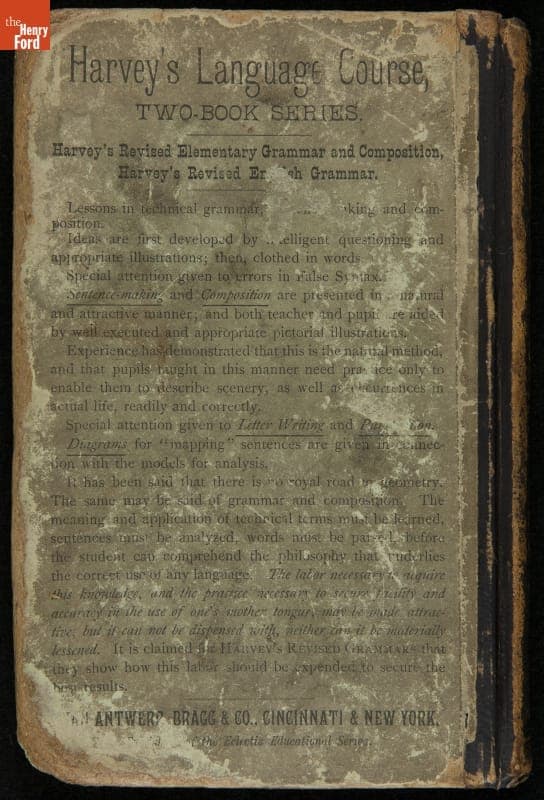 the
Henry
Ford
Harvey's Language Course,
TWO-BOOK SERIES.
Harvey's Revised Elementary Grammar and Composition,
Harvey's Revised En sh Grammar.
Lessons in technical grammar, king and com-
position.
Ideas are first developed by elligent questioning and
appropriate illustrations; then, clothed in words.
Special attention given to errors in False Syntax.
Sentence-making and Composition are presented in natural
and attractive manner; and both teacher and pupil re aided
by well executed and appropriate pictorial illustrations.
Experience has demonstrated that this is the natural method,
and that pupils taught in this manner need practice only to
enable them to describe scenery, as well as occurrences in
actual life, readily and correctly.
Special attention given to Letter Writing and
Diagrams for "mapping" sentences are given in connec-
tion with the models for analysis.
It has been said that there is no royal road to geometry.
The same may be said of grammar and composition. The
meaning and application of technical terms must be learned,
sentences must be analyzed, words must be parsed, before
the student can comprehend the philosophy that underlies
the correct use of any language. The labor necessary to acquire
this knowledge, and the practice necessary to secure facility and
accuracy in the use of one's mother tongue, may be made attrac-
tive, but it can not be dispensed with, neither can it be materially
lessened. It is claimed for HARVEY'S REVISED GRAMMARS that
they show how this labor should be expended to secure the
best results.
ANTWERP, BRAGG & CO., CINCINNATI & NEW YORK.
the Eclectic Educational Series.